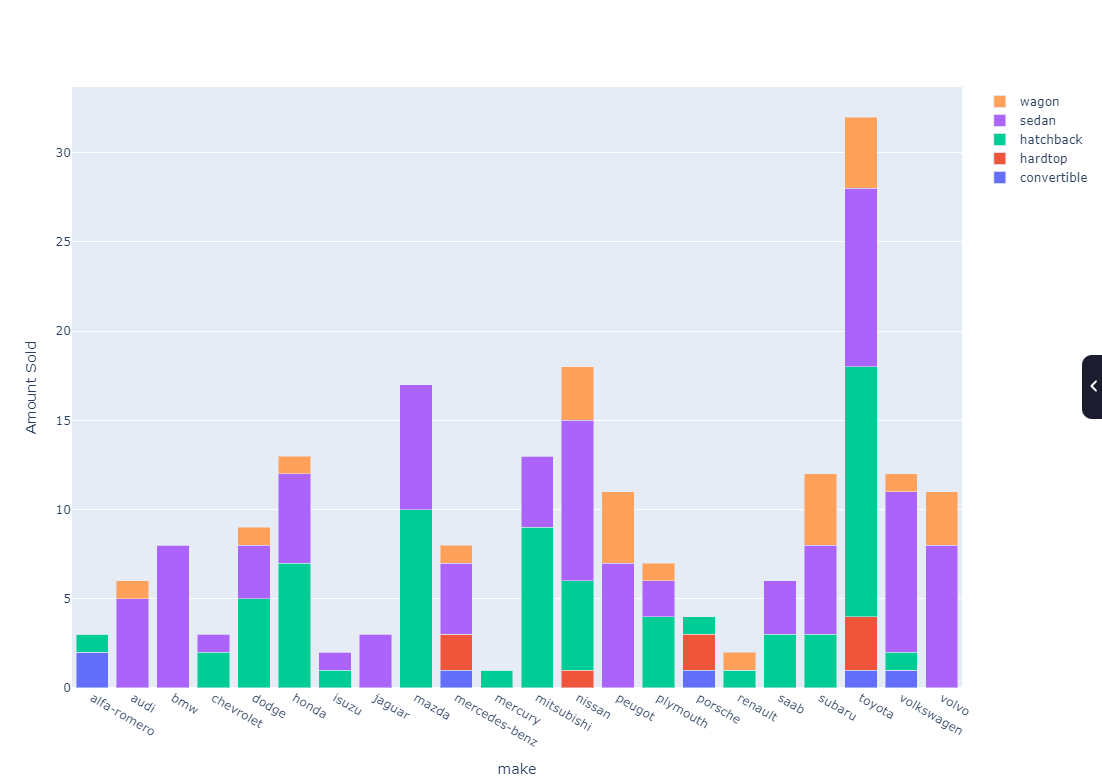 wagon
sedan
hatchback
hardtop
convertible
30
25
20
15
10
5
0
Amount Sold
alfa-romero
audi
bmw
chevrolet
dodge
honda
isuzu
jaguar
mazda
mercedes-benz
mercury
mitsubishi
nissan
peugot
plymouth
porsche
renault
saab
subaru
toyota
volkswagen
volvo
make